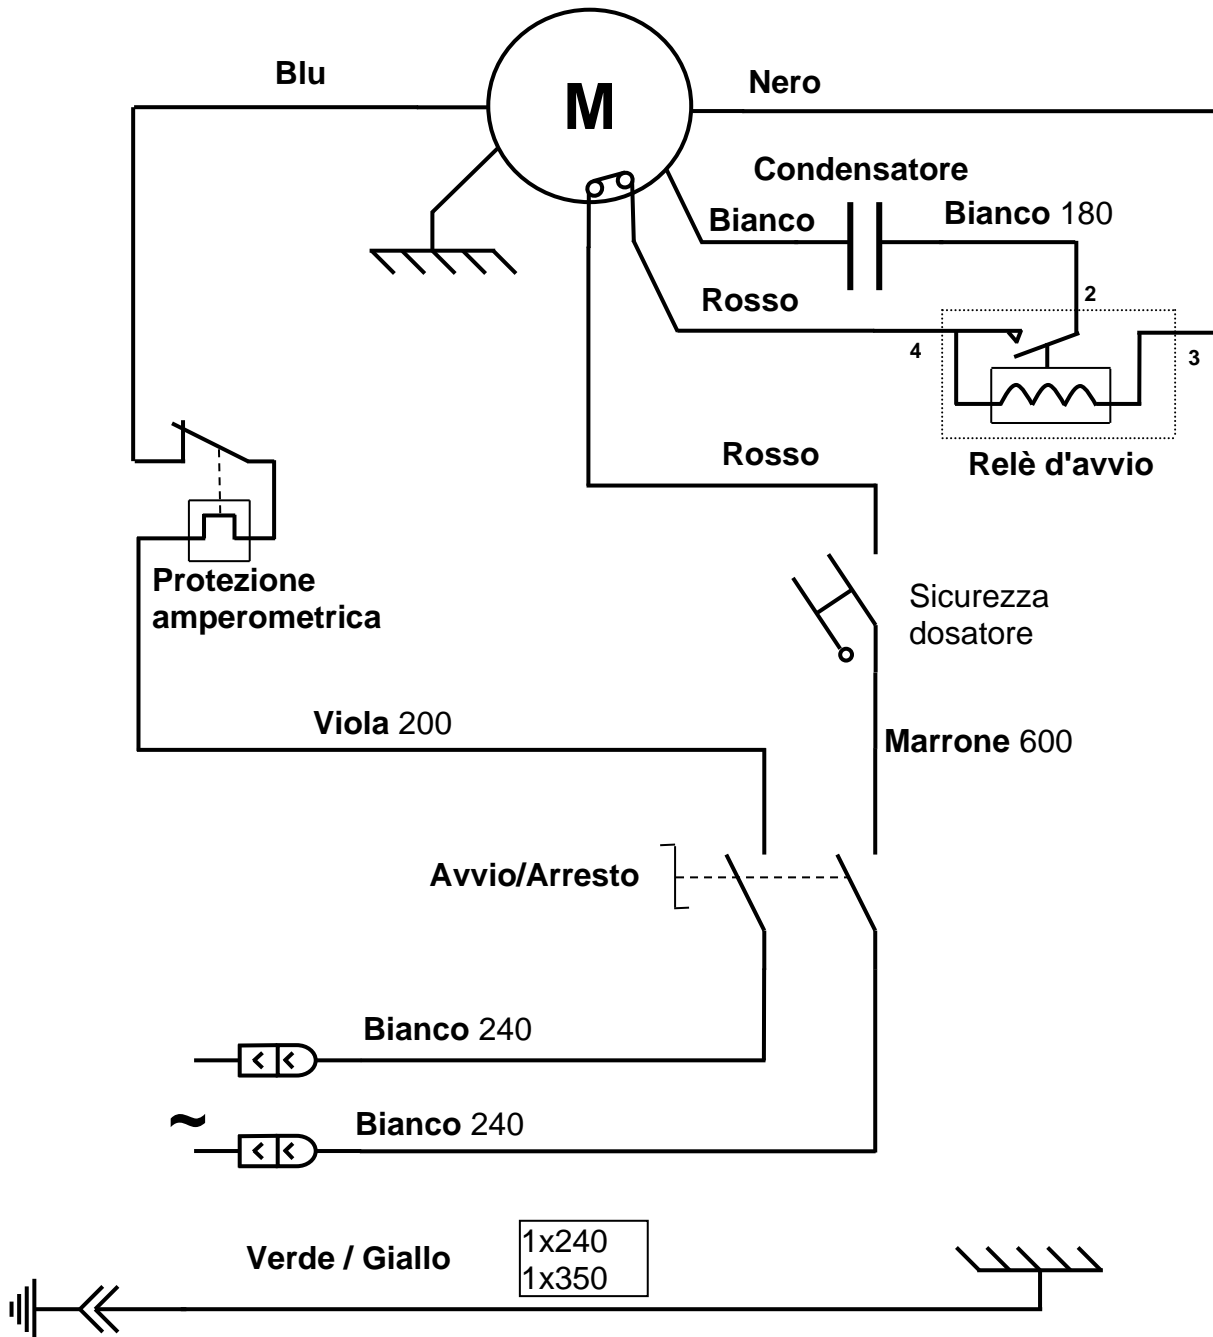 Blu
M
Nero
Condensatore
Bianco
Bianco 180
Rosso
2
4
3
Relè d'avvio
Rosso
Protezione
amperometrica
Sicurezza
dosatore
Viola 200
Marrone 600
Avvio/Arresto
Bianco 240
~
Bianco 240
Verde / Giallo
1x240
1x350